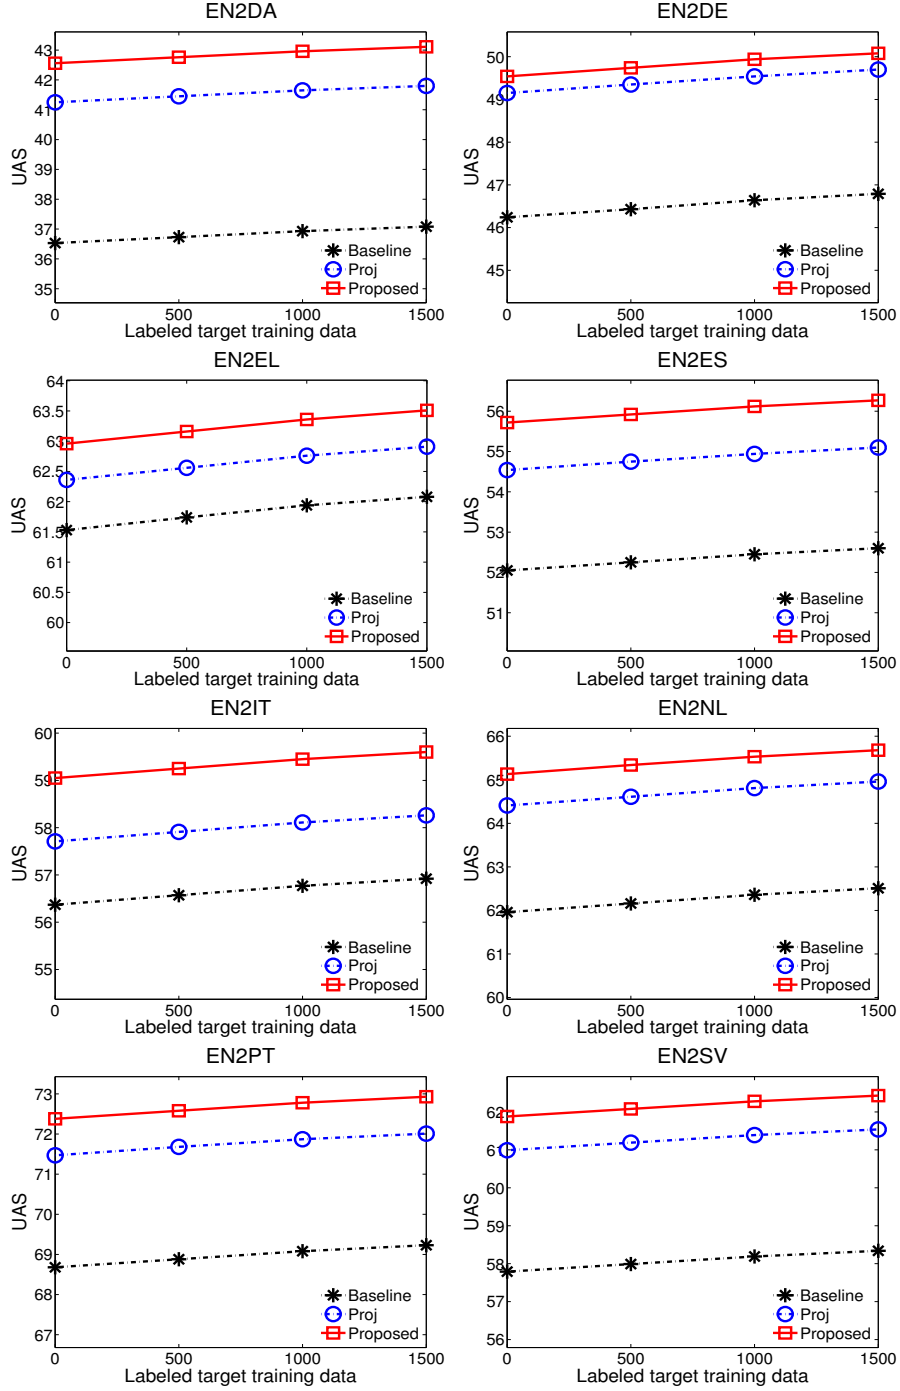 EN2DA
UAS
43
42
41
40
39
38
37
36
35
0 500 1000 1500
Labeled target training data
Baseline
Proj
Proposed
EN2DE
UAS
50
49
48
47
46
45
0 500 1000 1500
Labeled target training data
Baseline
Proj
Proposed
EN2EL
UAS
64
63.5
63
62.5
62
61.5
61
60.5
60
0 500 1000 1500
Labeled target training data
Baseline
Proj
Proposed
EN2ES
UAS
56
55
54
53
52
51
0 500 1000 1500
Labeled target training data
Baseline
Proj
Proposed
EN2IT
UAS
60
59
58
57
56
55
0 500 1000 1500
Labeled target training data
Baseline
Proj
Proposed
EN2NL
UAS
66
65
64
63
62
61
60
0 500 1000 1500
Labeled target training data
Baseline
Proj
Proposed
EN2PT
UAS
73
72
71
70
69
68
67
0 500 1000 1500
Labeled target training data
Baseline
Proj
Proposed
EN2SV
UAS
62
61
60
59
58
57
56
0 500 1000 1500
Labeled target training data
Baseline
Proj
Proposed